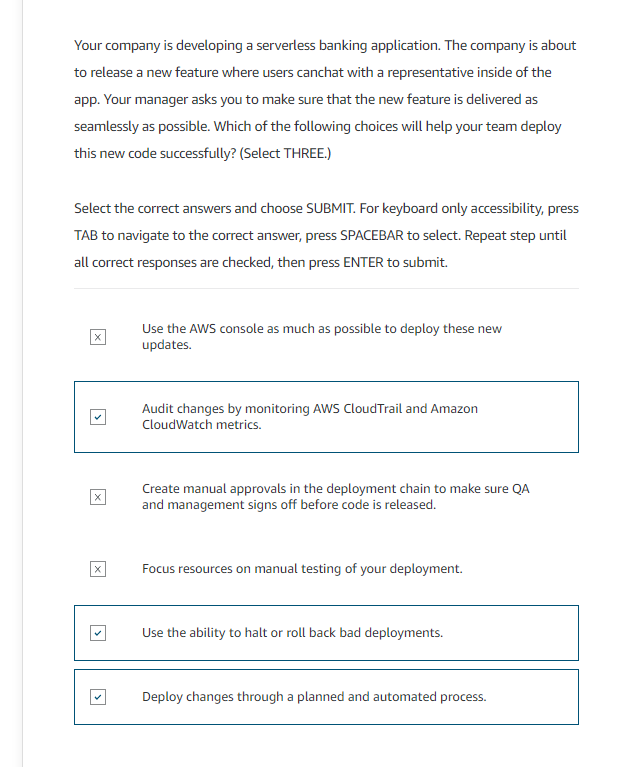 Your company is developing a serverless banking application. The company is about
to release a new feature where users canchat with a representative inside of the
app. Your manager asks you to make sure that the new feature is delivered as
seamlessly as possible. Which of the following choices will help your team deploy
this new code successfully? (Select THREE.)
Select the correct answers and choose SUBMIT. For keyboard only accessibility, press
TAB to navigate to the correct answer, press SPACEBAR to select. Repeat step until
all correct responses are checked, then press ENTER to submit.
Use the AWS console as much as possible to deploy these new
updates.
Audit changes by monitoring AWS CloudTrail and Amazon
CloudWatch metrics.
Create manual approvals in the deployment chain to make sure QA
and management signs off before code is released.
Focus resources on manual testing of your deployment.
Use the ability to halt or roll back bad deployments.
Deploy changes through a planned and automated process.